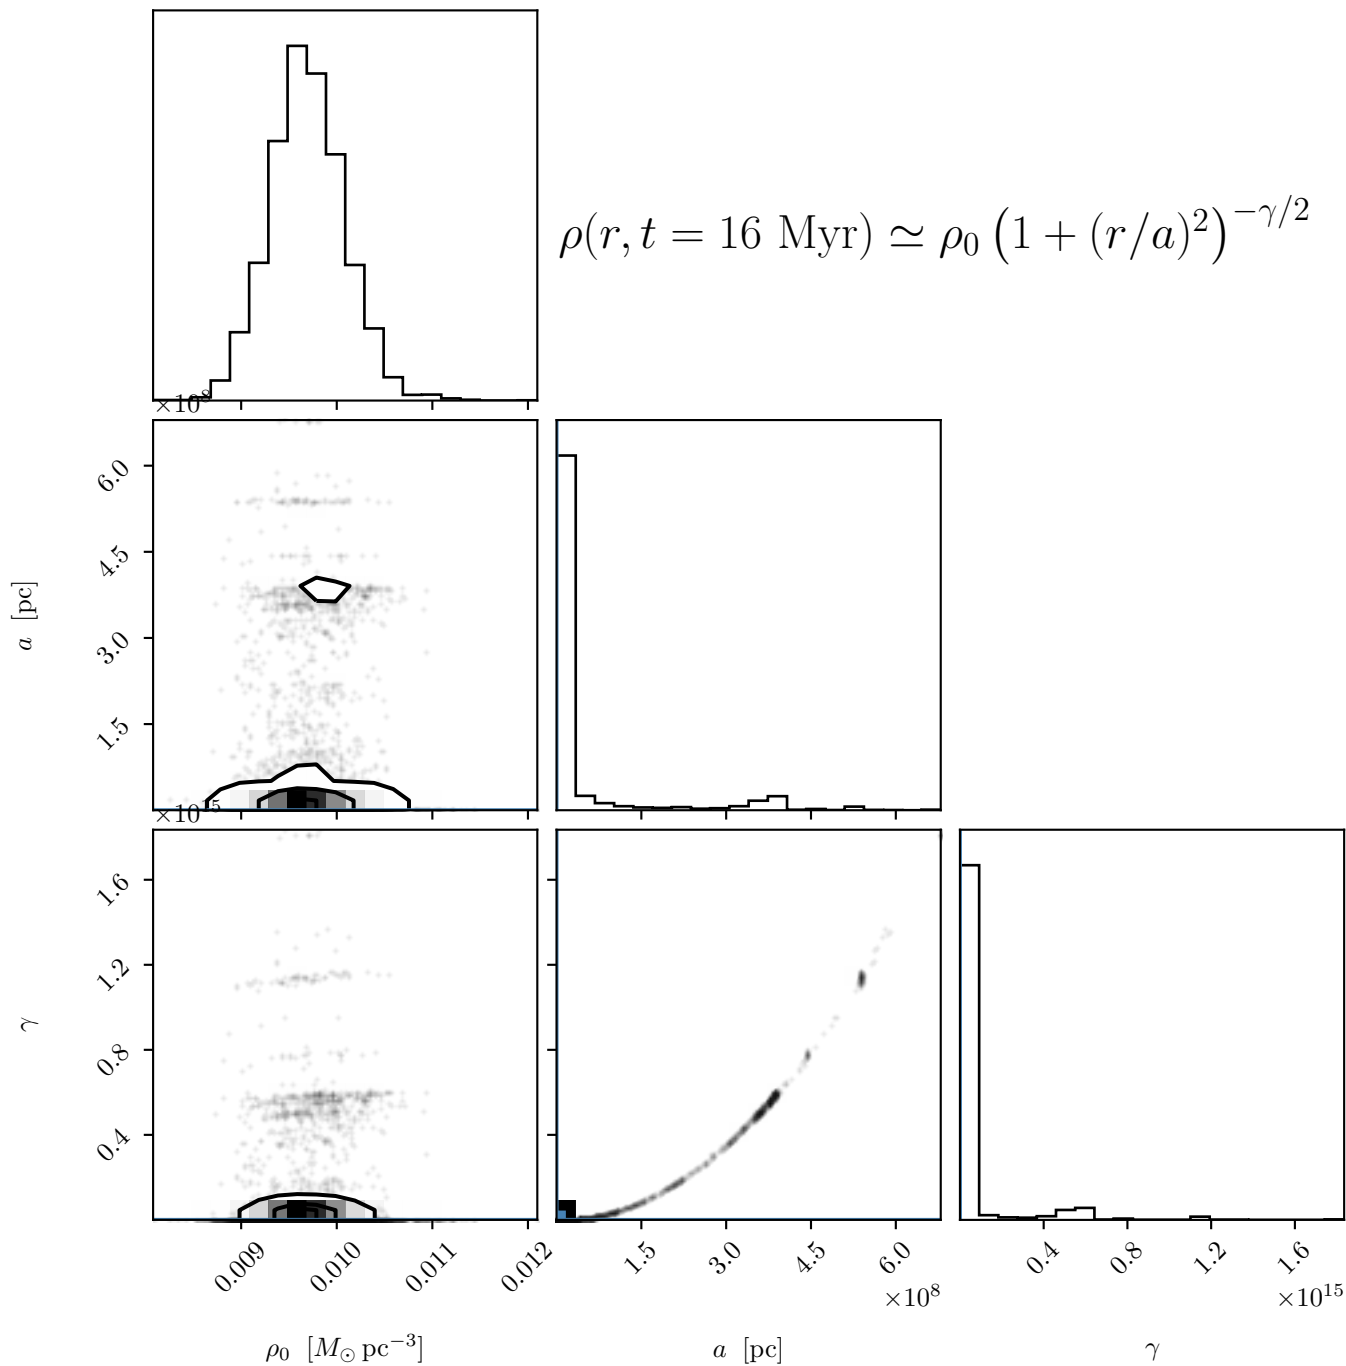 ρ(r, t = 16 Myr) ≃ ρ₀ (1 + (r/a)²)^{−γ/2}
×10⁸
6.0
4.5
3.0
1.5
a [pc]
×10¹⁵
1.6
1.2
0.8
0.4
γ
0.009 0.010 0.011 0.012
1.5 3.0 4.5 6.0
0.4 0.8 1.2 1.6
×10⁸
×10¹⁵
ρ₀ [M⊙ pc⁻³]
a [pc]
γ